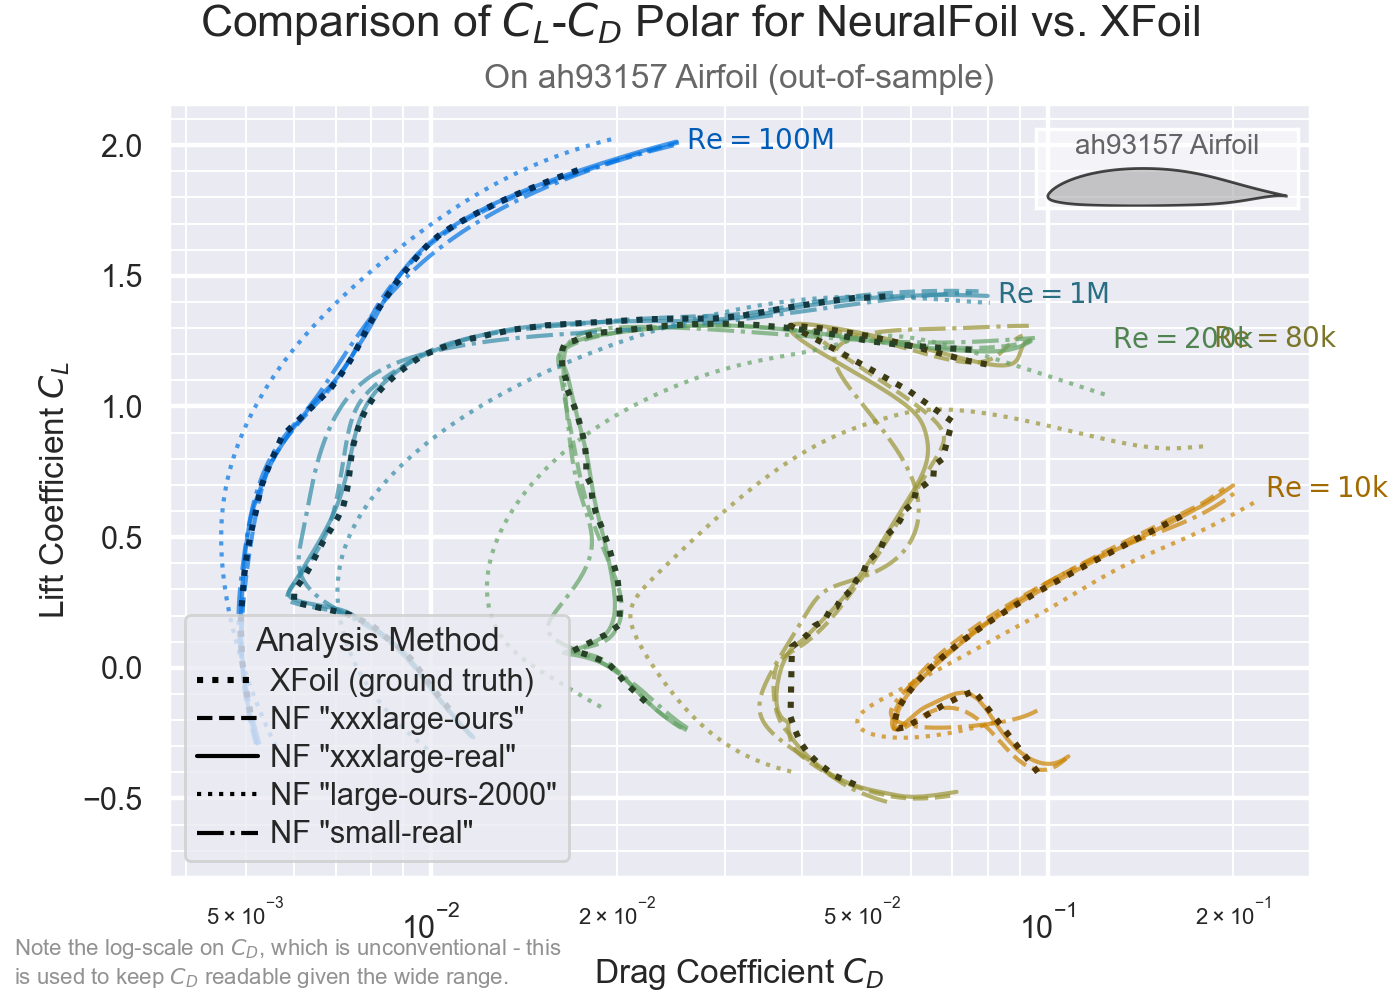 Comparison of C_L-C_D Polar for NeuralFoil vs. XFoil
On ah93157 Airfoil (out-of-sample)
Re = 100M
ah93157 Airfoil
Re = 1M
Re = 200k
Re = 80k
Re = 10k
Lift Coefficient C_L
2.0
1.5
1.0
0.5
0.0
−0.5
Analysis Method
XFoil (ground truth)
NF "xxxlarge-ours"
NF "xxxlarge-real"
NF "large-ours-2000"
NF "small-real"
5 × 10⁻³
10⁻²
2 × 10⁻²
5 × 10⁻²
10⁻¹
2 × 10⁻¹
Drag Coefficient C_D
Note the log-scale on C_D, which is unconventional - this
is used to keep C_D readable given the wide range.